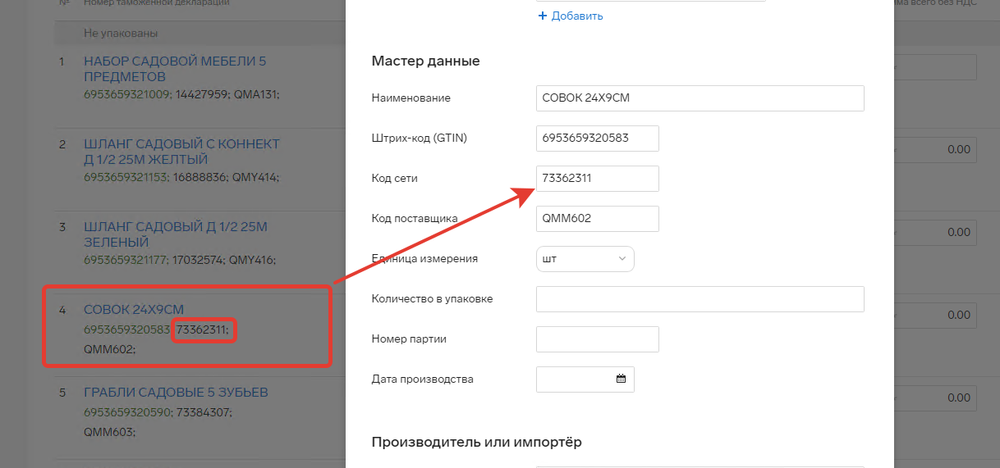 № Номер таможенной декларации
Не упакованы
1 НАБОР САДОВОЙ МЕБЕЛИ 5
ПРЕДМЕТОВ
6953659321009; 14427959; QMA131;
2 ШЛАНГ САДОВЫЙ С КОННЕКТ
Д 1/2 25М ЖЕЛТЫЙ
6953659321153; 16888836; QMY414;
3 ШЛАНГ САДОВЫЙ Д 1/2 25М
ЗЕЛЕНЫЙ
6953659321177; 17032574; QMY416;
4 СОВОК 24Х9СМ
6953659320583 73362311;
QMM602;
5 ГРАБЛИ САДОВЫЕ 5 ЗУБЬЕВ
6953659320590; 73384307;
QMM603;
+ Добавить
Мастер данные
Наименование СОВОК 24Х9СМ
Штрих-код (GTIN) 6953659320583
Код сети 73362311
Код поставщика QMM602
Единица измерения шт
Количество в упаковке
Номер партии
Дата производства
Производитель или импортёр
всего без НДС
0.00
0.00
0.00
0.00